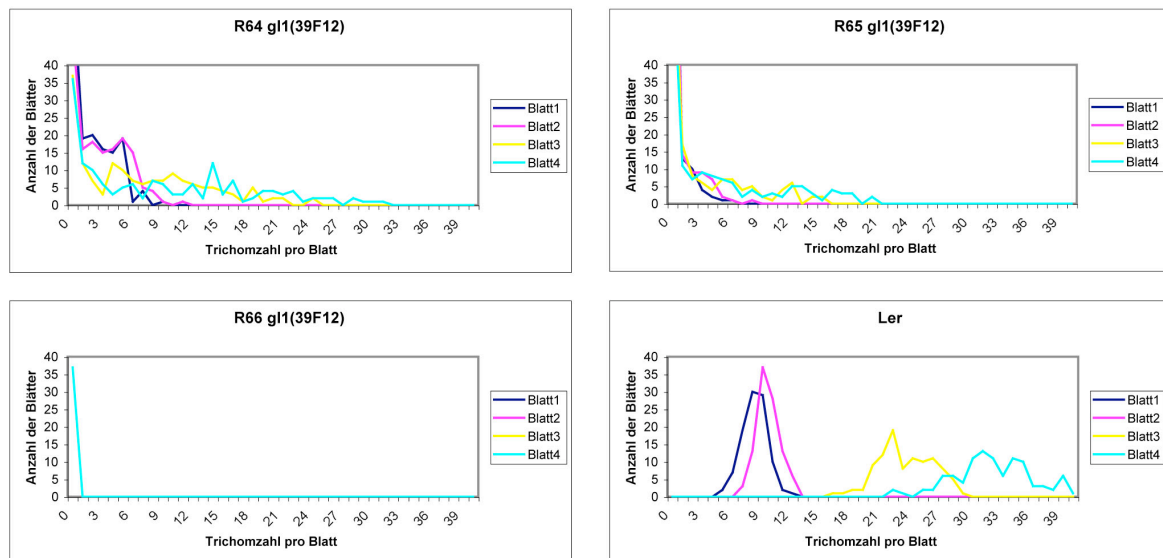 R64 gl1(39F12)
Anzahl der Blätter
40
35
30
25
20
15
10
5
0
0 3 6 9 12 15 18 21 24 27 30 33 36 39
Trichomzahl pro Blatt
Blatt1
Blatt2
Blatt3
Blatt4
R65 gl1(39F12)
Anzahl der Blätter
40
35
30
25
20
15
10
5
0
0 3 6 9 12 15 18 21 24 27 30 33 36 39
Trichomzahl pro Blatt
Blatt1
Blatt2
Blatt3
Blatt4
R66 gl1(39F12)
Anzahl der Blätter
40
35
30
25
20
15
10
5
0
0 3 6 9 12 15 18 21 24 27 30 33 36 39
Trichomzahl pro Blatt
Blatt1
Blatt2
Blatt3
Blatt4
Ler
Anzahl der Blätter
40
35
30
25
20
15
10
5
0
0 3 6 9 12 15 18 21 24 27 30 33 36 39
Trichomzahl pro Blatt
Blatt1
Blatt2
Blatt3
Blatt4